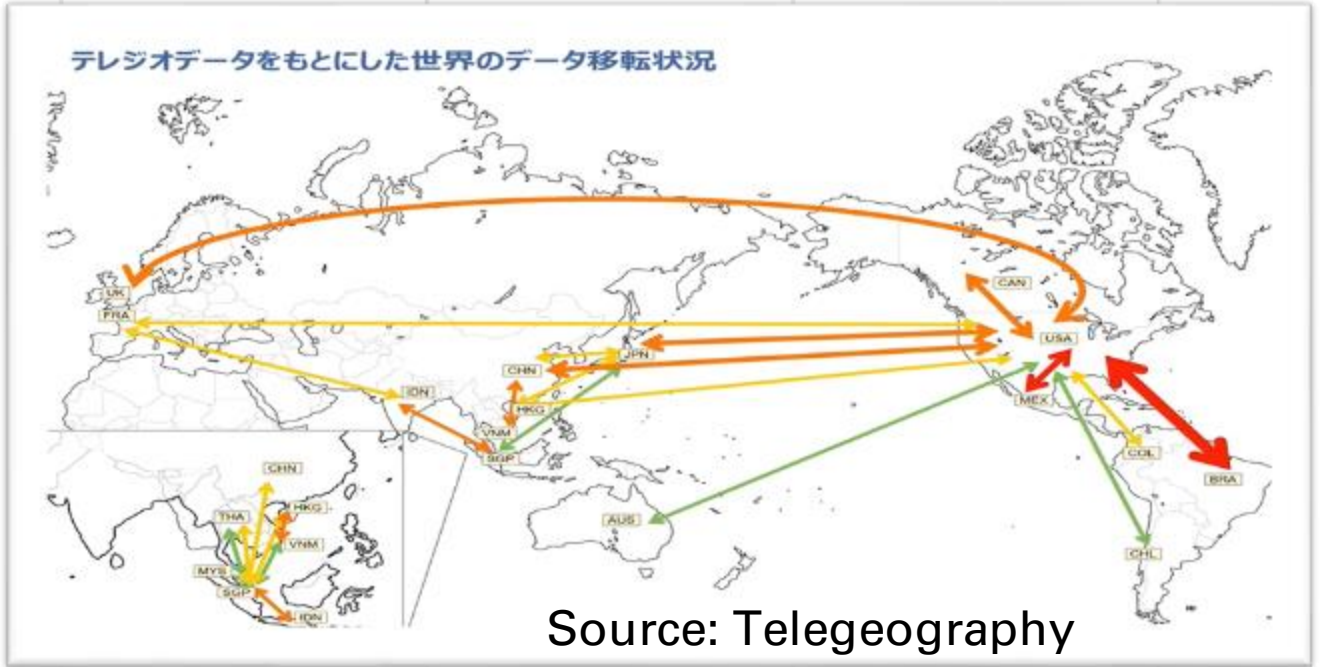 テレジオデータをもとにした世界のデータ移転状況
UK
FRA
CAN
USA
JPN
CHN
IDN
HKG
MEX
VNM
COL
SGP
BRA
CHN
HKG
THA
AUS
VNM
CHL
MYS
SGP
IDN
Source: Telegeography